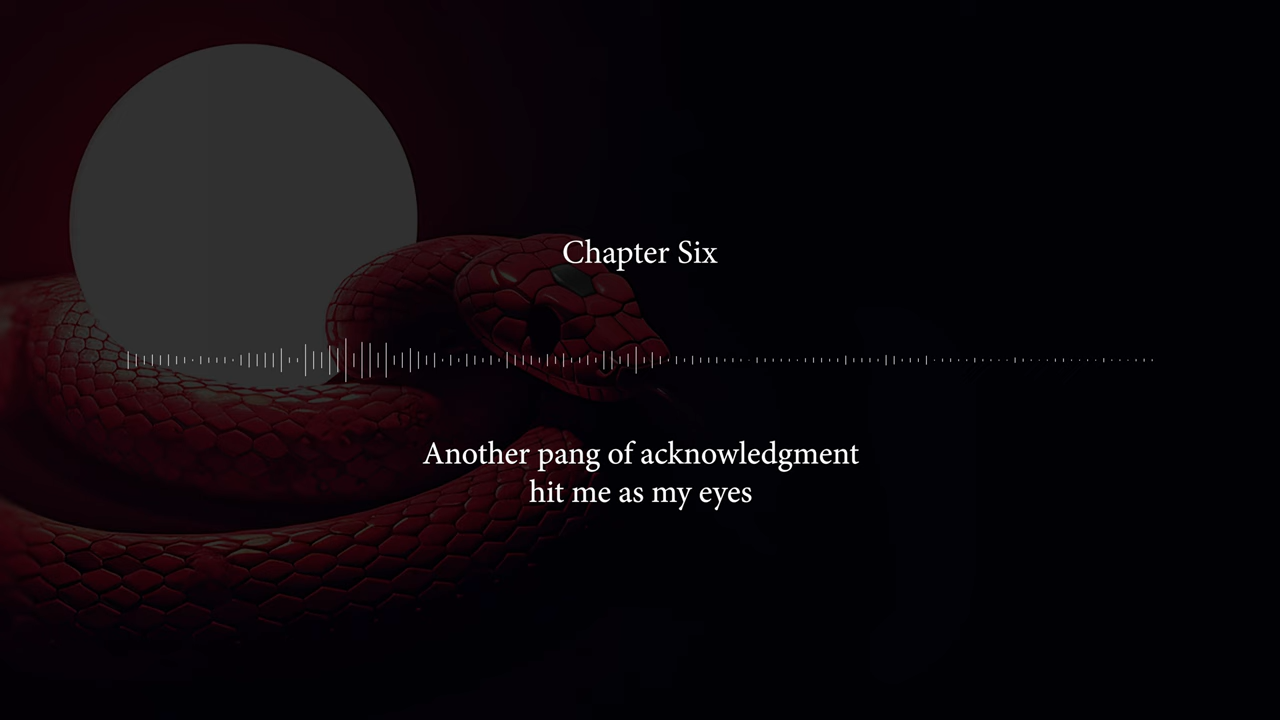 Chapter Six
Another pang of acknowledgment
hit me as my eyes